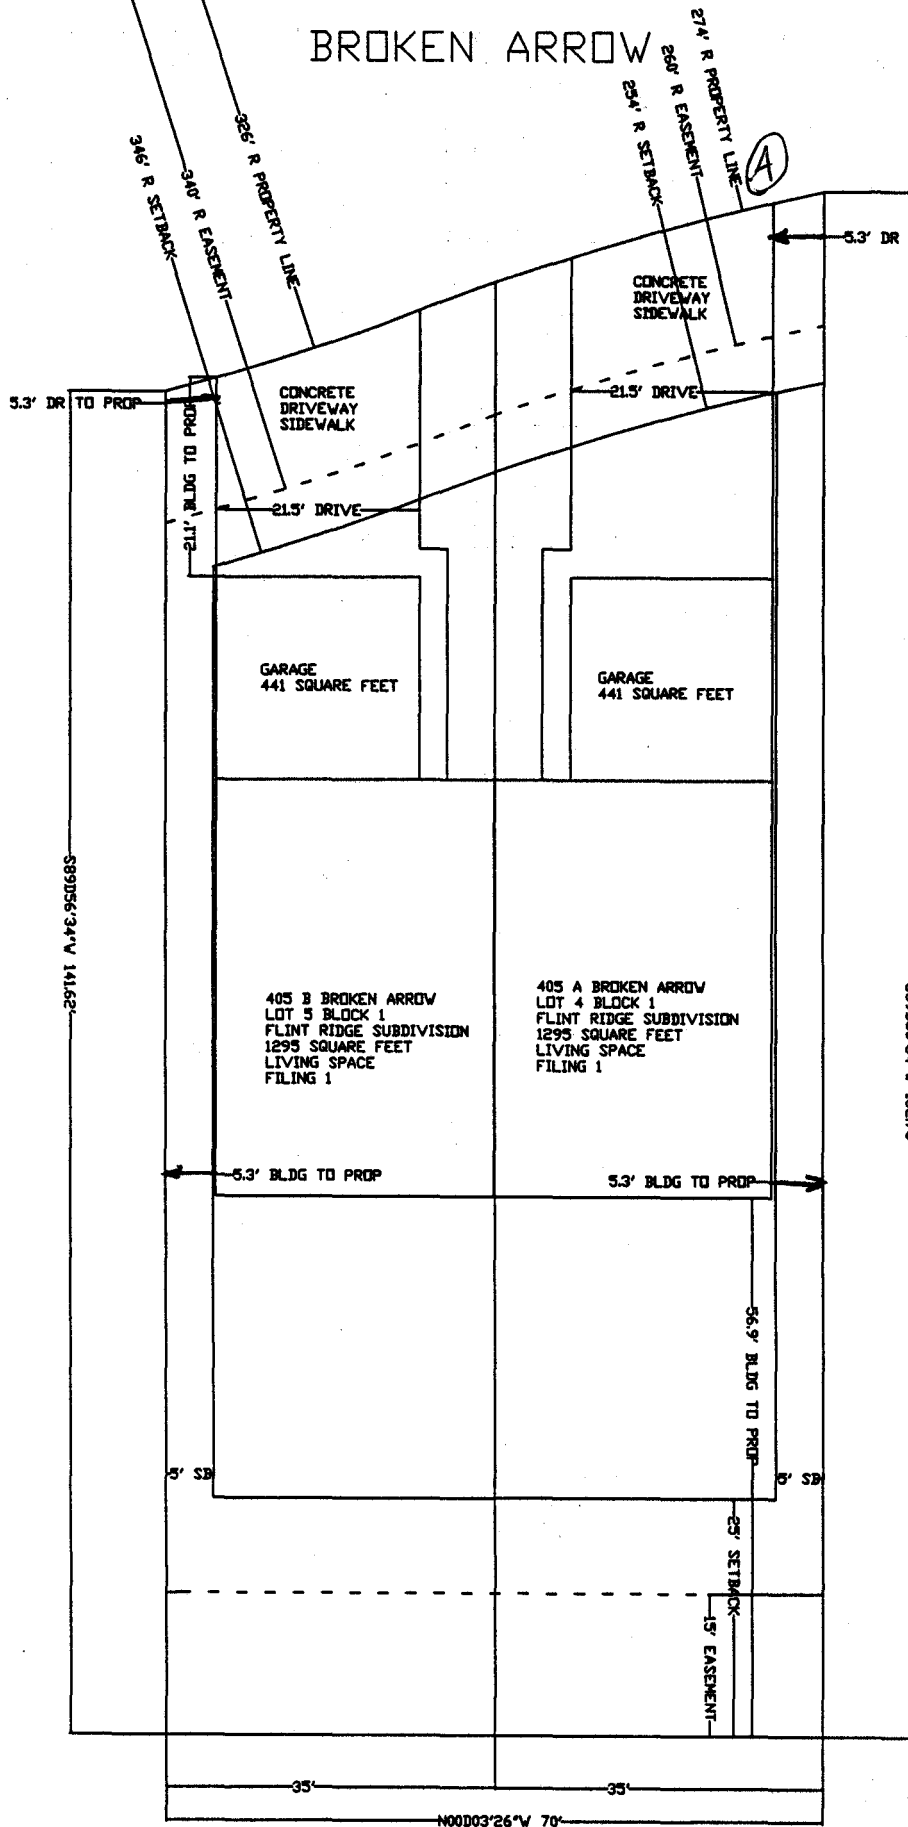 BROKEN ARROW
274' R PROPERTY LINE
260' R EASEMENT
254' R SETBACK
326' R PROPERTY LINE
340' R EASEMENT
346' R SETBACK
A
5.3' DR
CONCRETE
DRIVEWAY
SIDEWALK
21.5' DRIVE
5.3' DR TO PROP
CONCRETE
DRIVEWAY
SIDEWALK
21.1' BLDG TO PROP
21.5' DRIVE
GARAGE
441 SQUARE FEET
GARAGE
441 SQUARE FEET
S89D56'34"W 141.62'
405 B BROKEN ARROW
LOT 5 BLOCK 1
FLINT RIDGE SUBDIVISION
1295 SQUARE FEET
LIVING SPACE
FILING 1
405 A BROKEN ARROW
LOT 4 BLOCK 1
FLINT RIDGE SUBDIVISION
1295 SQUARE FEET
LIVING SPACE
FILING 1
5.3' BLDG TO PROP
5.3' BLDG TO PROP
56.9' BLDG TO PROP
5' SB
5' SB
25' SETBACK
15' EASEMENT
35'
35'
N00D03'26"W 70'